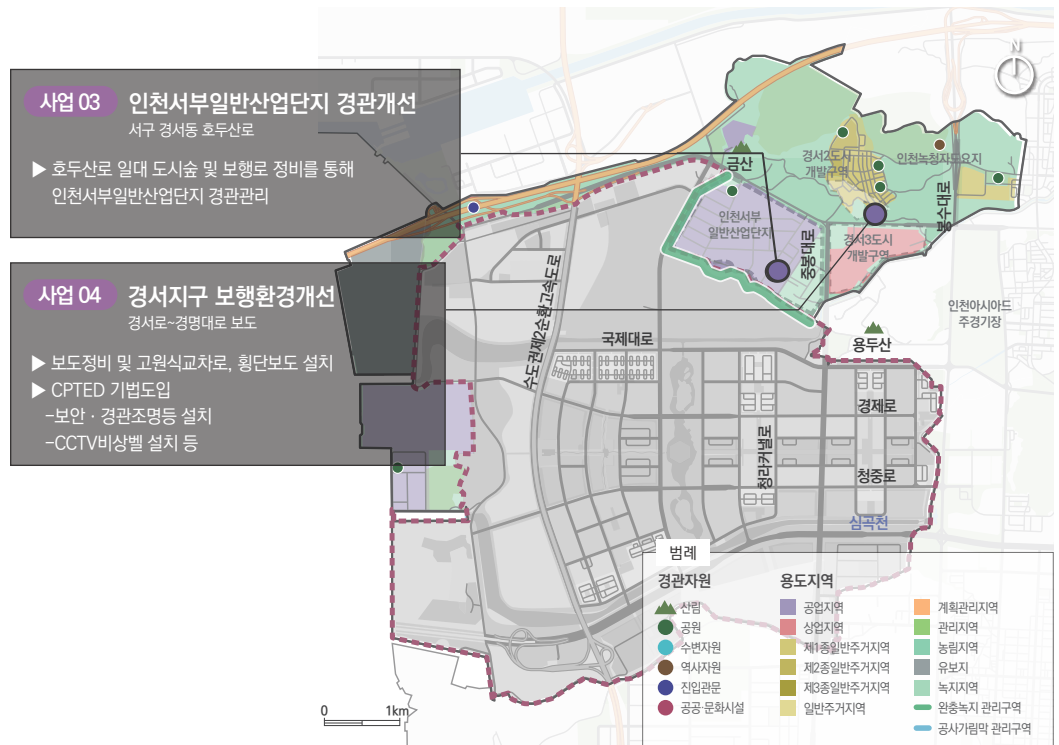 사업 03 인천서부일반산업단지 경관개선
서구 경서동 호두산로
▶ 호두산로 일대 도시숲 및 보행로 정비를 통해
인천서부일반산업단지 경관관리
사업 04 경서지구 보행환경개선
경서로~경명대로 보도
▶ 보도정비 및 고원식교차로, 횡단보도 설치
▶ CPTED 기법도입
-보안 · 경관조명등 설치
-CCTV비상벨 설치 등
N
금산
경서2도시
개발구역
인천녹청자도요지
봉수대로
인천서부
일반산업단지
중봉대로
경서3도시
개발구역
인천아시아드
주경기장
용두산
수도권제2순환고속도로
국제대로
경제로
청라커낼로
청중로
심곡천
0 1km
범례
경관자원
산림
공원
수변자원
역사자원
진입관문
공공·문화시설
용도지역
공업지역
상업지역
제1종일반주거지역
제2종일반주거지역
제3종일반주거지역
일반주거지역
계획관리지역
관리지역
농림지역
유보지
녹지지역
완충녹지 관리구역
공사가림막 관리구역